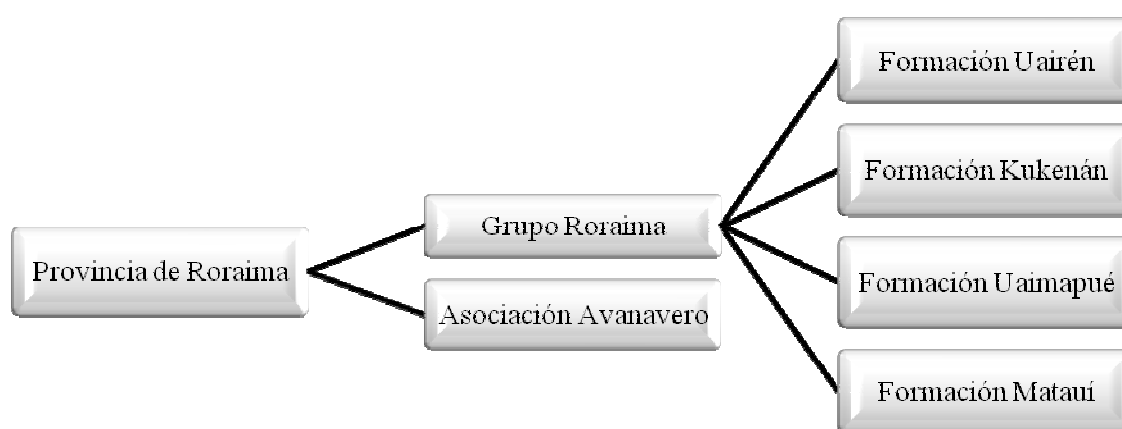 Provincia de Roraima
Grupo Roraima
Asociación Avanavero
Formación Uairén
Formación Kukenán
Formación Uaimapué
Formación Matauí